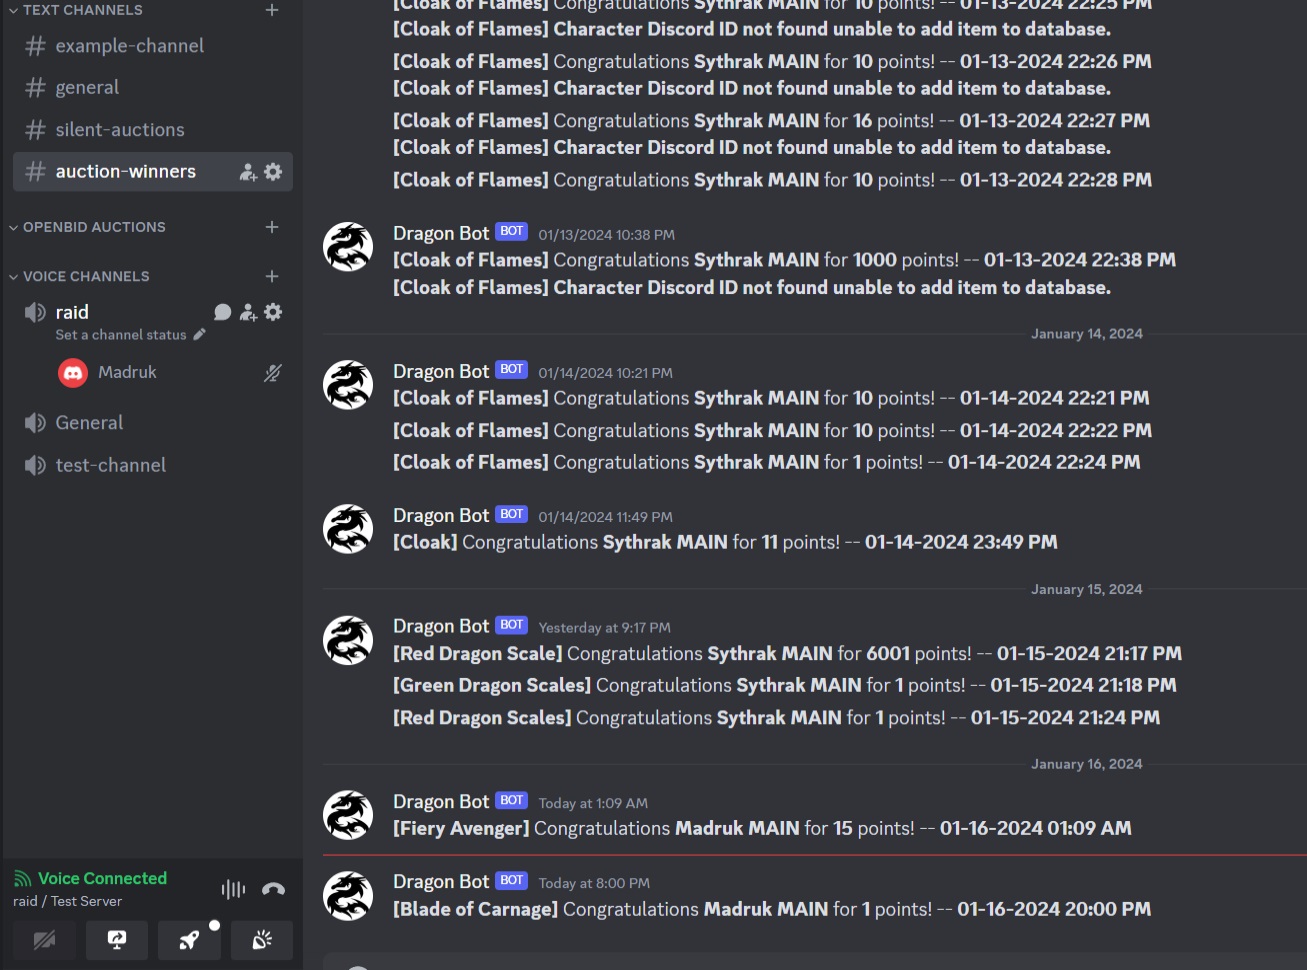 TEXT CHANNELS
example-channel
general
silent-auctions
auction-winners
OPENBID AUCTIONS
VOICE CHANNELS
raid
Set a channel status
Madruk
General
test-channel
Voice Connected
raid / Test Server
[Cloak of Flames] Congratulations Sythrak MAIN for 10 points! -- 01-13-2024 22:25 PM
[Cloak of Flames] Character Discord ID not found unable to add item to database.
[Cloak of Flames] Congratulations Sythrak MAIN for 10 points! -- 01-13-2024 22:26 PM
[Cloak of Flames] Character Discord ID not found unable to add item to database.
[Cloak of Flames] Congratulations Sythrak MAIN for 16 points! -- 01-13-2024 22:27 PM
[Cloak of Flames] Character Discord ID not found unable to add item to database.
[Cloak of Flames] Congratulations Sythrak MAIN for 10 points! -- 01-13-2024 22:28 PM
Dragon Bot BOT 01/13/2024 10:38 PM
[Cloak of Flames] Congratulations Sythrak MAIN for 1000 points! -- 01-13-2024 22:38 PM
[Cloak of Flames] Character Discord ID not found unable to add item to database.
January 14, 2024
Dragon Bot BOT 01/14/2024 10:21 PM
[Cloak of Flames] Congratulations Sythrak MAIN for 10 points! -- 01-14-2024 22:21 PM
[Cloak of Flames] Congratulations Sythrak MAIN for 10 points! -- 01-14-2024 22:22 PM
[Cloak of Flames] Congratulations Sythrak MAIN for 1 points! -- 01-14-2024 22:24 PM
Dragon Bot BOT 01/14/2024 11:49 PM
[Cloak] Congratulations Sythrak MAIN for 11 points! -- 01-14-2024 23:49 PM
January 15, 2024
Dragon Bot BOT Yesterday at 9:17 PM
[Red Dragon Scale] Congratulations Sythrak MAIN for 6001 points! -- 01-15-2024 21:17 PM
[Green Dragon Scales] Congratulations Sythrak MAIN for 1 points! -- 01-15-2024 21:18 PM
[Red Dragon Scales] Congratulations Sythrak MAIN for 1 points! -- 01-15-2024 21:24 PM
January 16, 2024
Dragon Bot BOT Today at 1:09 AM
[Fiery Avenger] Congratulations Madruk MAIN for 15 points! -- 01-16-2024 01:09 AM
Dragon Bot BOT Today at 8:00 PM
[Blade of Carnage] Congratulations Madruk MAIN for 1 points! -- 01-16-2024 20:00 PM